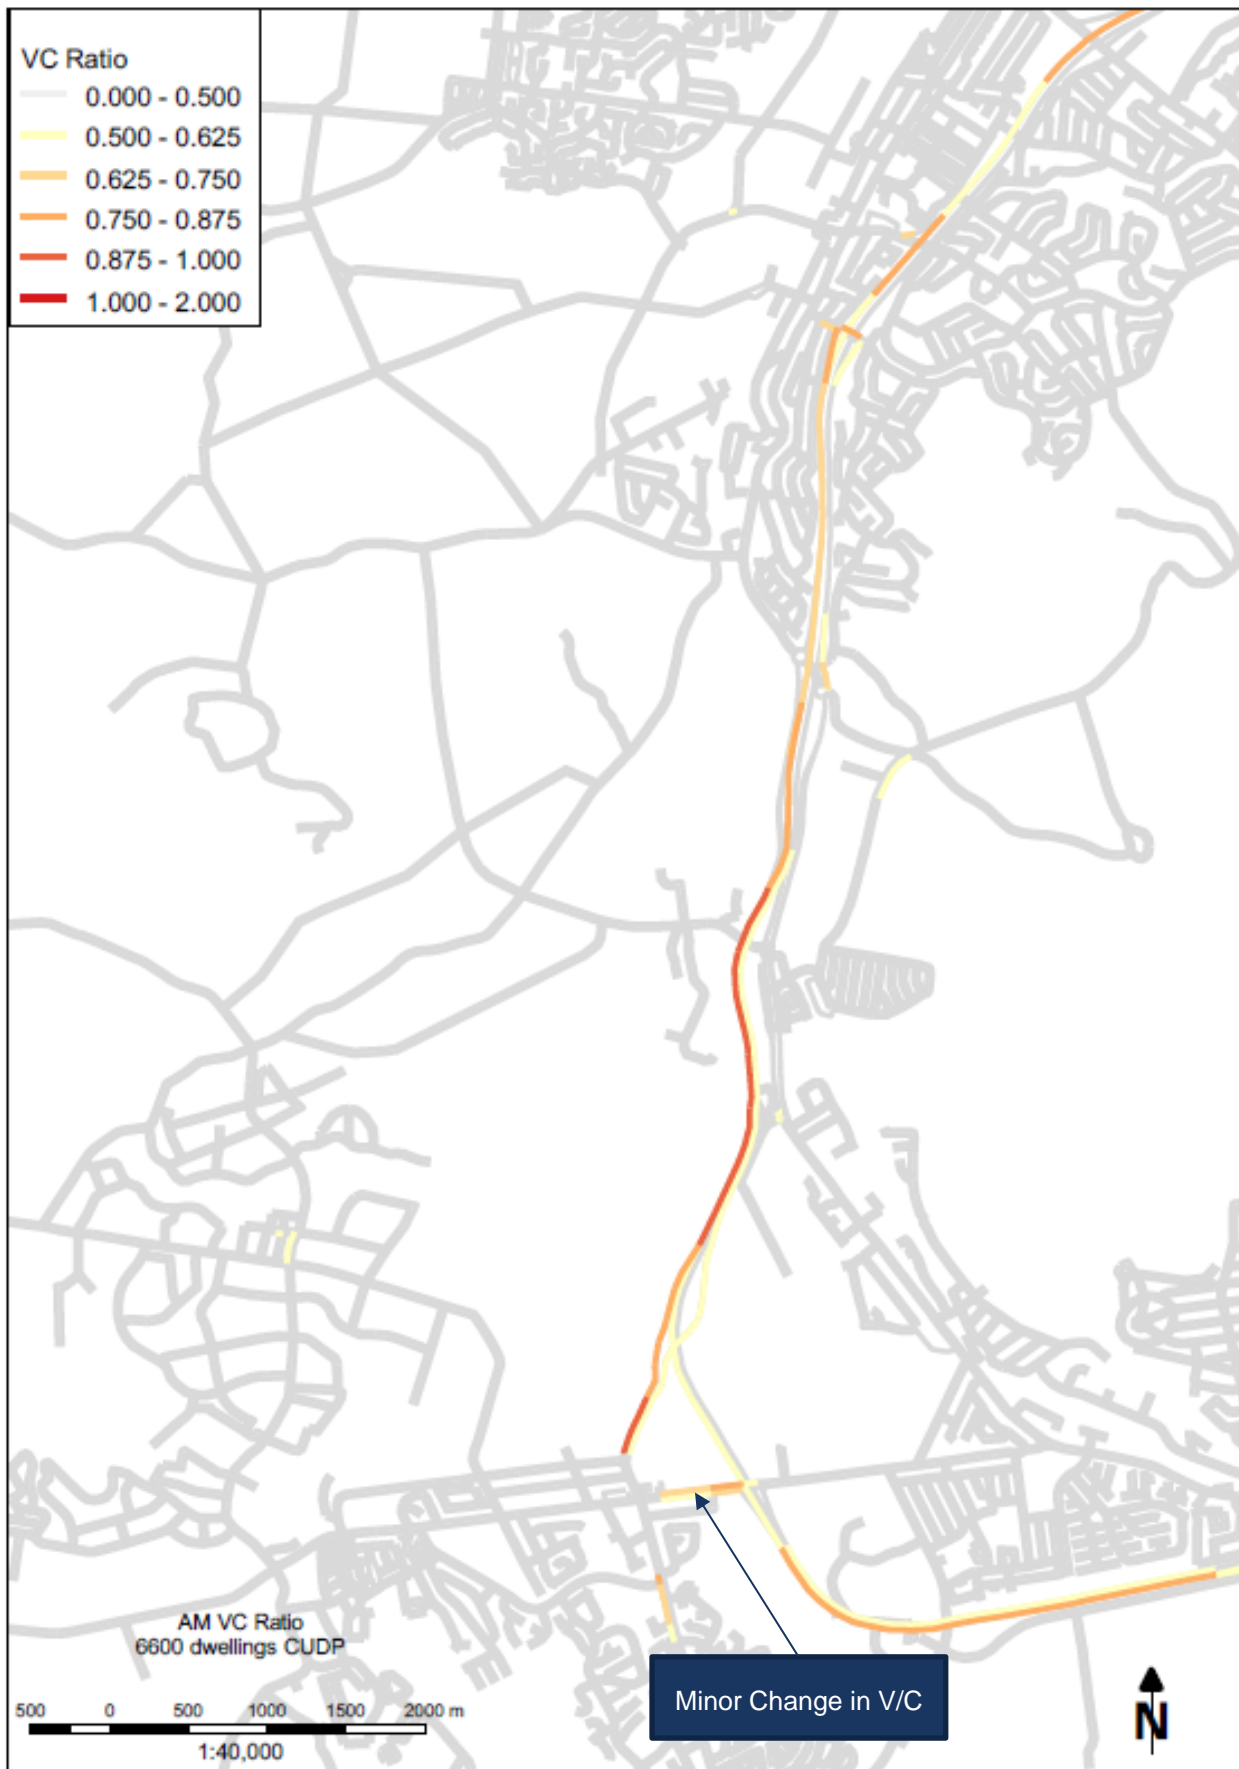 VC Ratio
0.000 - 0.500
0.500 - 0.625
0.625 - 0.750
0.750 - 0.875
0.875 - 1.000
1.000 - 2.000
AM VC Ratio
6600 dwellings CUDP
Minor Change in V/C
500 0 500 1000 1500 2000 m
1:40,000
N